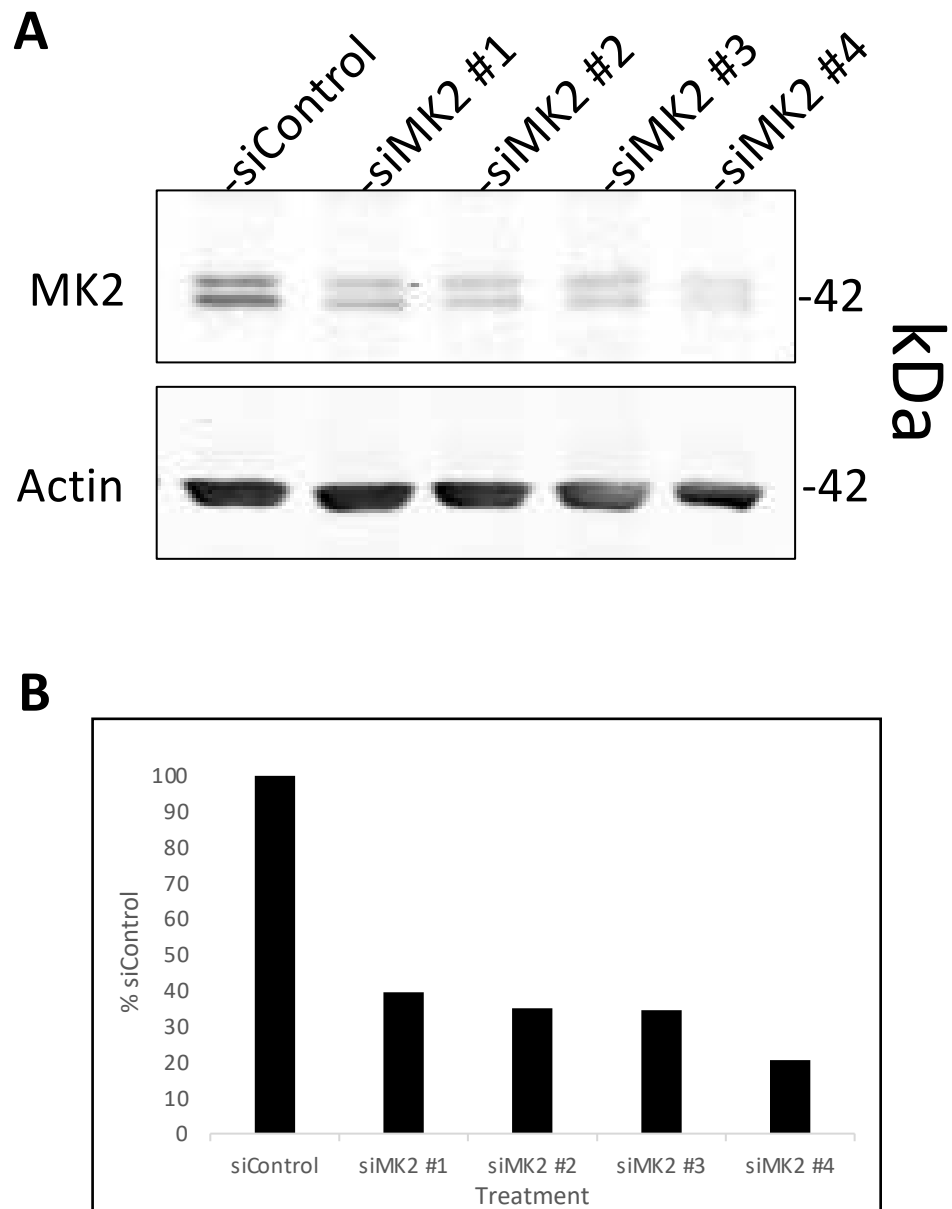 A
-siControl
-siMK2 #1
-siMK2 #2
-siMK2 #3
-siMK2 #4
MK2
-42
kDa
Actin
-42
B
100
90
80
70
60
50
40
30
20
10
0
% siControl
siControl siMK2 #1 siMK2 #2 siMK2 #3 siMK2 #4
Treatment